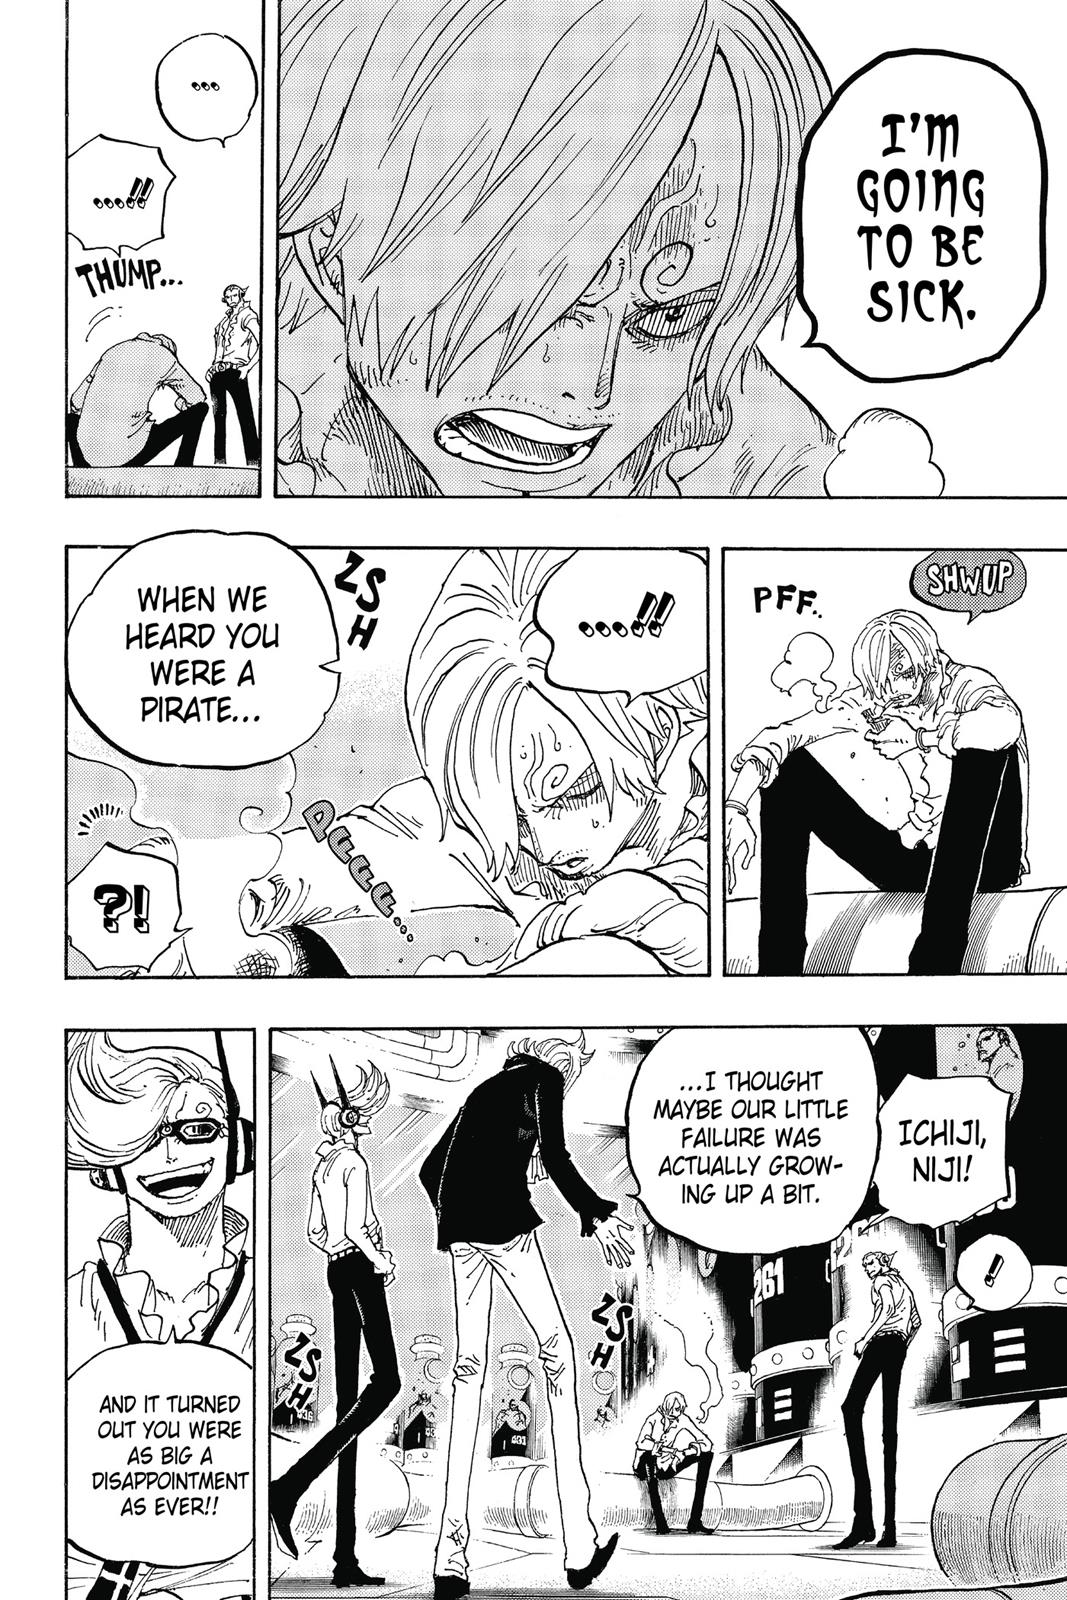 I'M
GOING
TO BE
SICK.
...
...!!
THUMP...
SHWUP
PFF..
...!!
ZSH
WHEN WE
HEARD YOU
WERE A
PIRATE...
PFFF...
?!
ICHIJI,
NIJI!
!
...I THOUGHT
MAYBE OUR LITTLE
FAILURE WAS
ACTUALLY GROW-
ING UP A BIT.
261
ZSH
ZSH
431
AND IT TURNED
OUT YOU WERE
AS BIG A
DISAPPOINTMENT
AS EVER!!